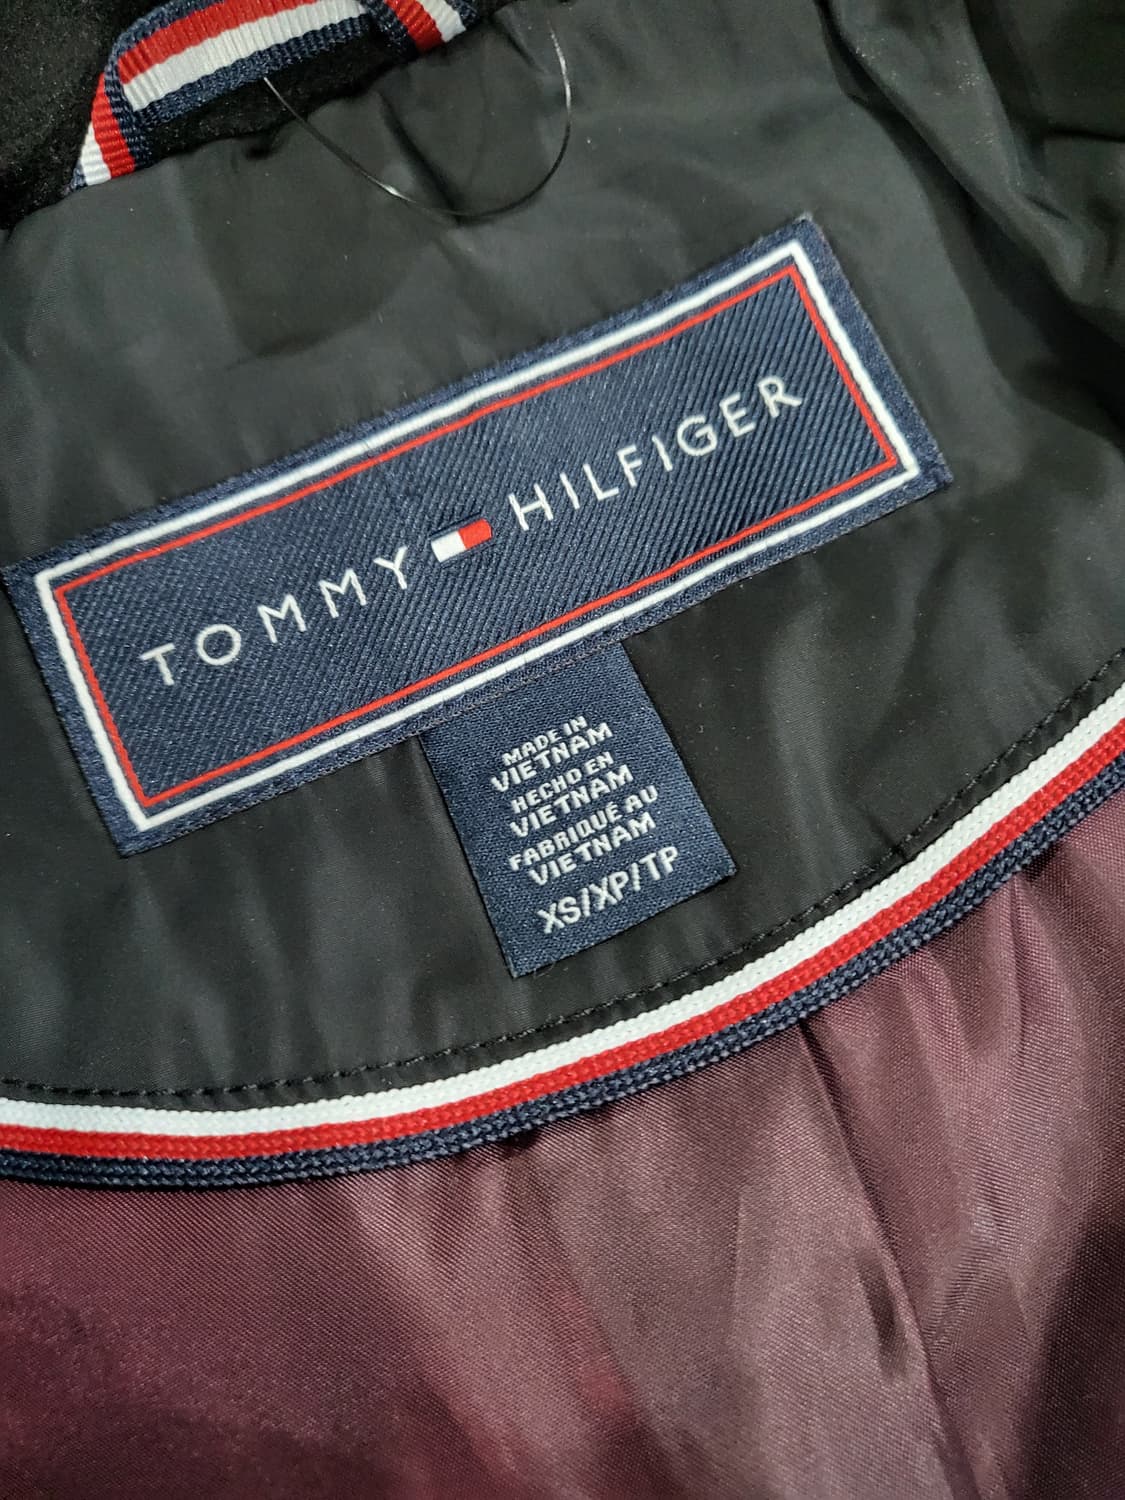 TOMMY HILFIGER
MADE IN
VIETNAM
HECHO EN
VIETNAM
FABRIQUÉ AU
VIETNAM
XS/XP/TP